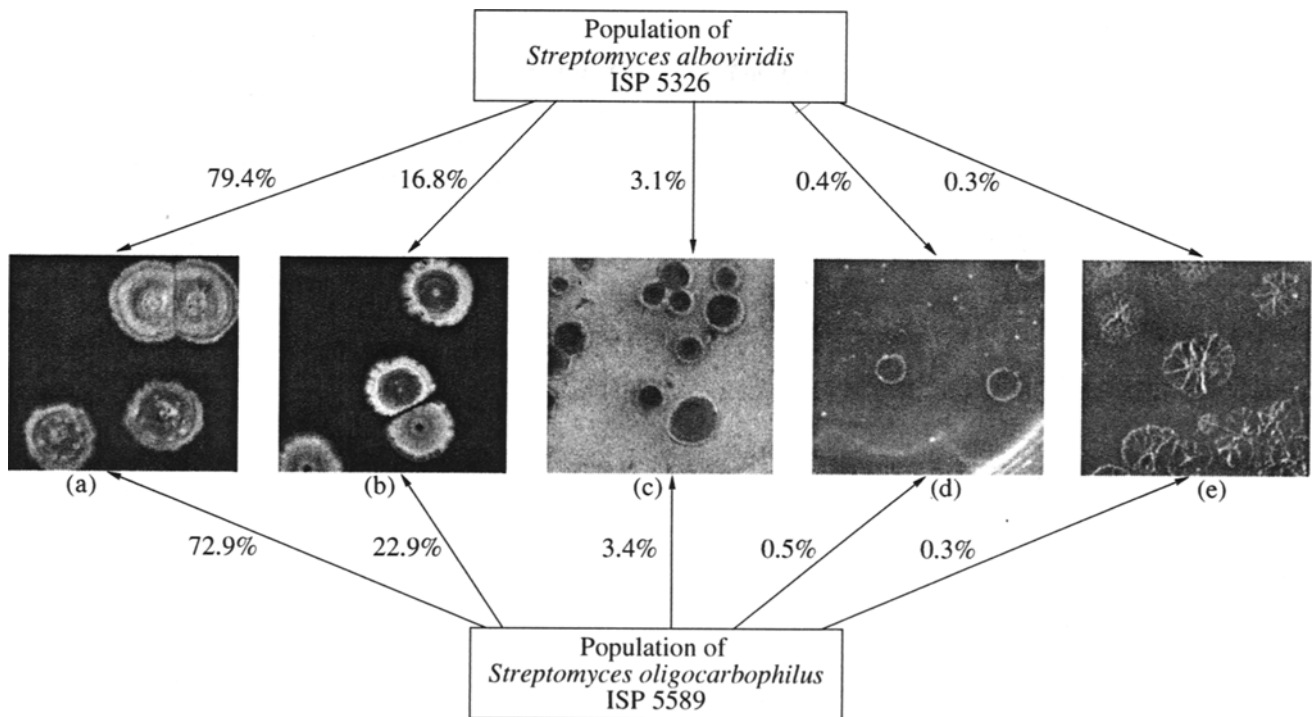 Population of
Streptomyces alboviridis
ISP 5326
79.4%
16.8%
3.1%
0.4%
0.3%
(a)
(b)
(c)
(d)
(e)
72.9%
22.9%
3.4%
0.5%
0.3%
Population of
Streptomyces oligocarbophilus
ISP 5589